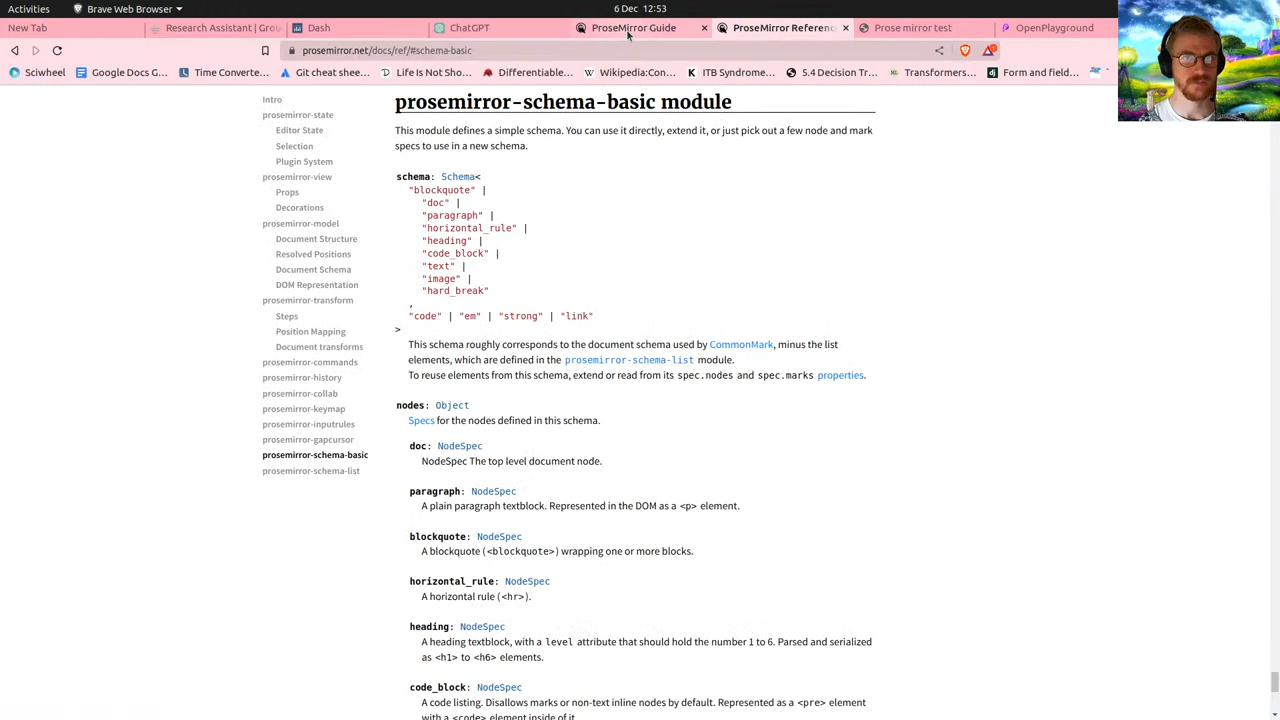 Activities
Brave Web Browser
6 Dec 12:53
New Tab
Research Assistant | Grant
Dash
ChatGPT
ProseMirror Guide
ProseMirror Referenc
ProseMirror test
OpenPlayground
prosemirror.net/docs/ref/#schema-basic
Sciwheel
Google Docs G...
Time Converte...
Git cheat shee...
Life Is Not Sho...
Differentiable...
Wikipedia:Con...
ITB Syndrome...
5.4 Decision Tr...
Transformers...
Form and field...
Intro
prosemirror-state
Editor State
Selection
Plugin System
prosemirror-view
Props
Decorations
prosemirror-model
Document Structure
Resolved Positions
Document Schema
DOM Representation
prosemirror-transform
Steps
Position Mapping
Document transforms
prosemirror-commands
prosemirror-history
prosemirror-collab
prosemirror-keymap
prosemirror-inputrules
prosemirror-gapcursor
prosemirror-schema-basic
prosemirror-schema-list
prosemirror-schema-basic module
This module defines a simple schema. You can use it directly, extend it, or just pick out a few node and mark
specs to use in a new schema.
schema: Schema<
"blockquote" |
"doc" |
"paragraph" |
"horizontal_rule" |
"heading" |
"code_block" |
"text" |
"image" |
"hard_break"
,
"code" | "em" | "strong" | "link"
>
This schema roughly corresponds to the document schema used by CommonMark, minus the list
elements, which are defined in the prosemirror-schema-list module.
To reuse elements from this schema, extend or read from its spec.nodes and spec.marks properties.
nodes: Object
Specs for the nodes defined in this schema.
doc: NodeSpec
NodeSpec The top level document node.
paragraph: NodeSpec
A plain paragraph textblock. Represented in the DOM as a <p> element.
blockquote: NodeSpec
A blockquote (<blockquote>) wrapping one or more blocks.
horizontal_rule: NodeSpec
A horizontal rule (<hr>).
heading: NodeSpec
A heading textblock, with a level attribute that should hold the number 1 to 6. Parsed and serialized
as <h1> to <h6> elements.
code_block: NodeSpec
A code listing. Disallows marks or non-text inline nodes by default. Represented as a <pre> element
with a <code> element inside of it.